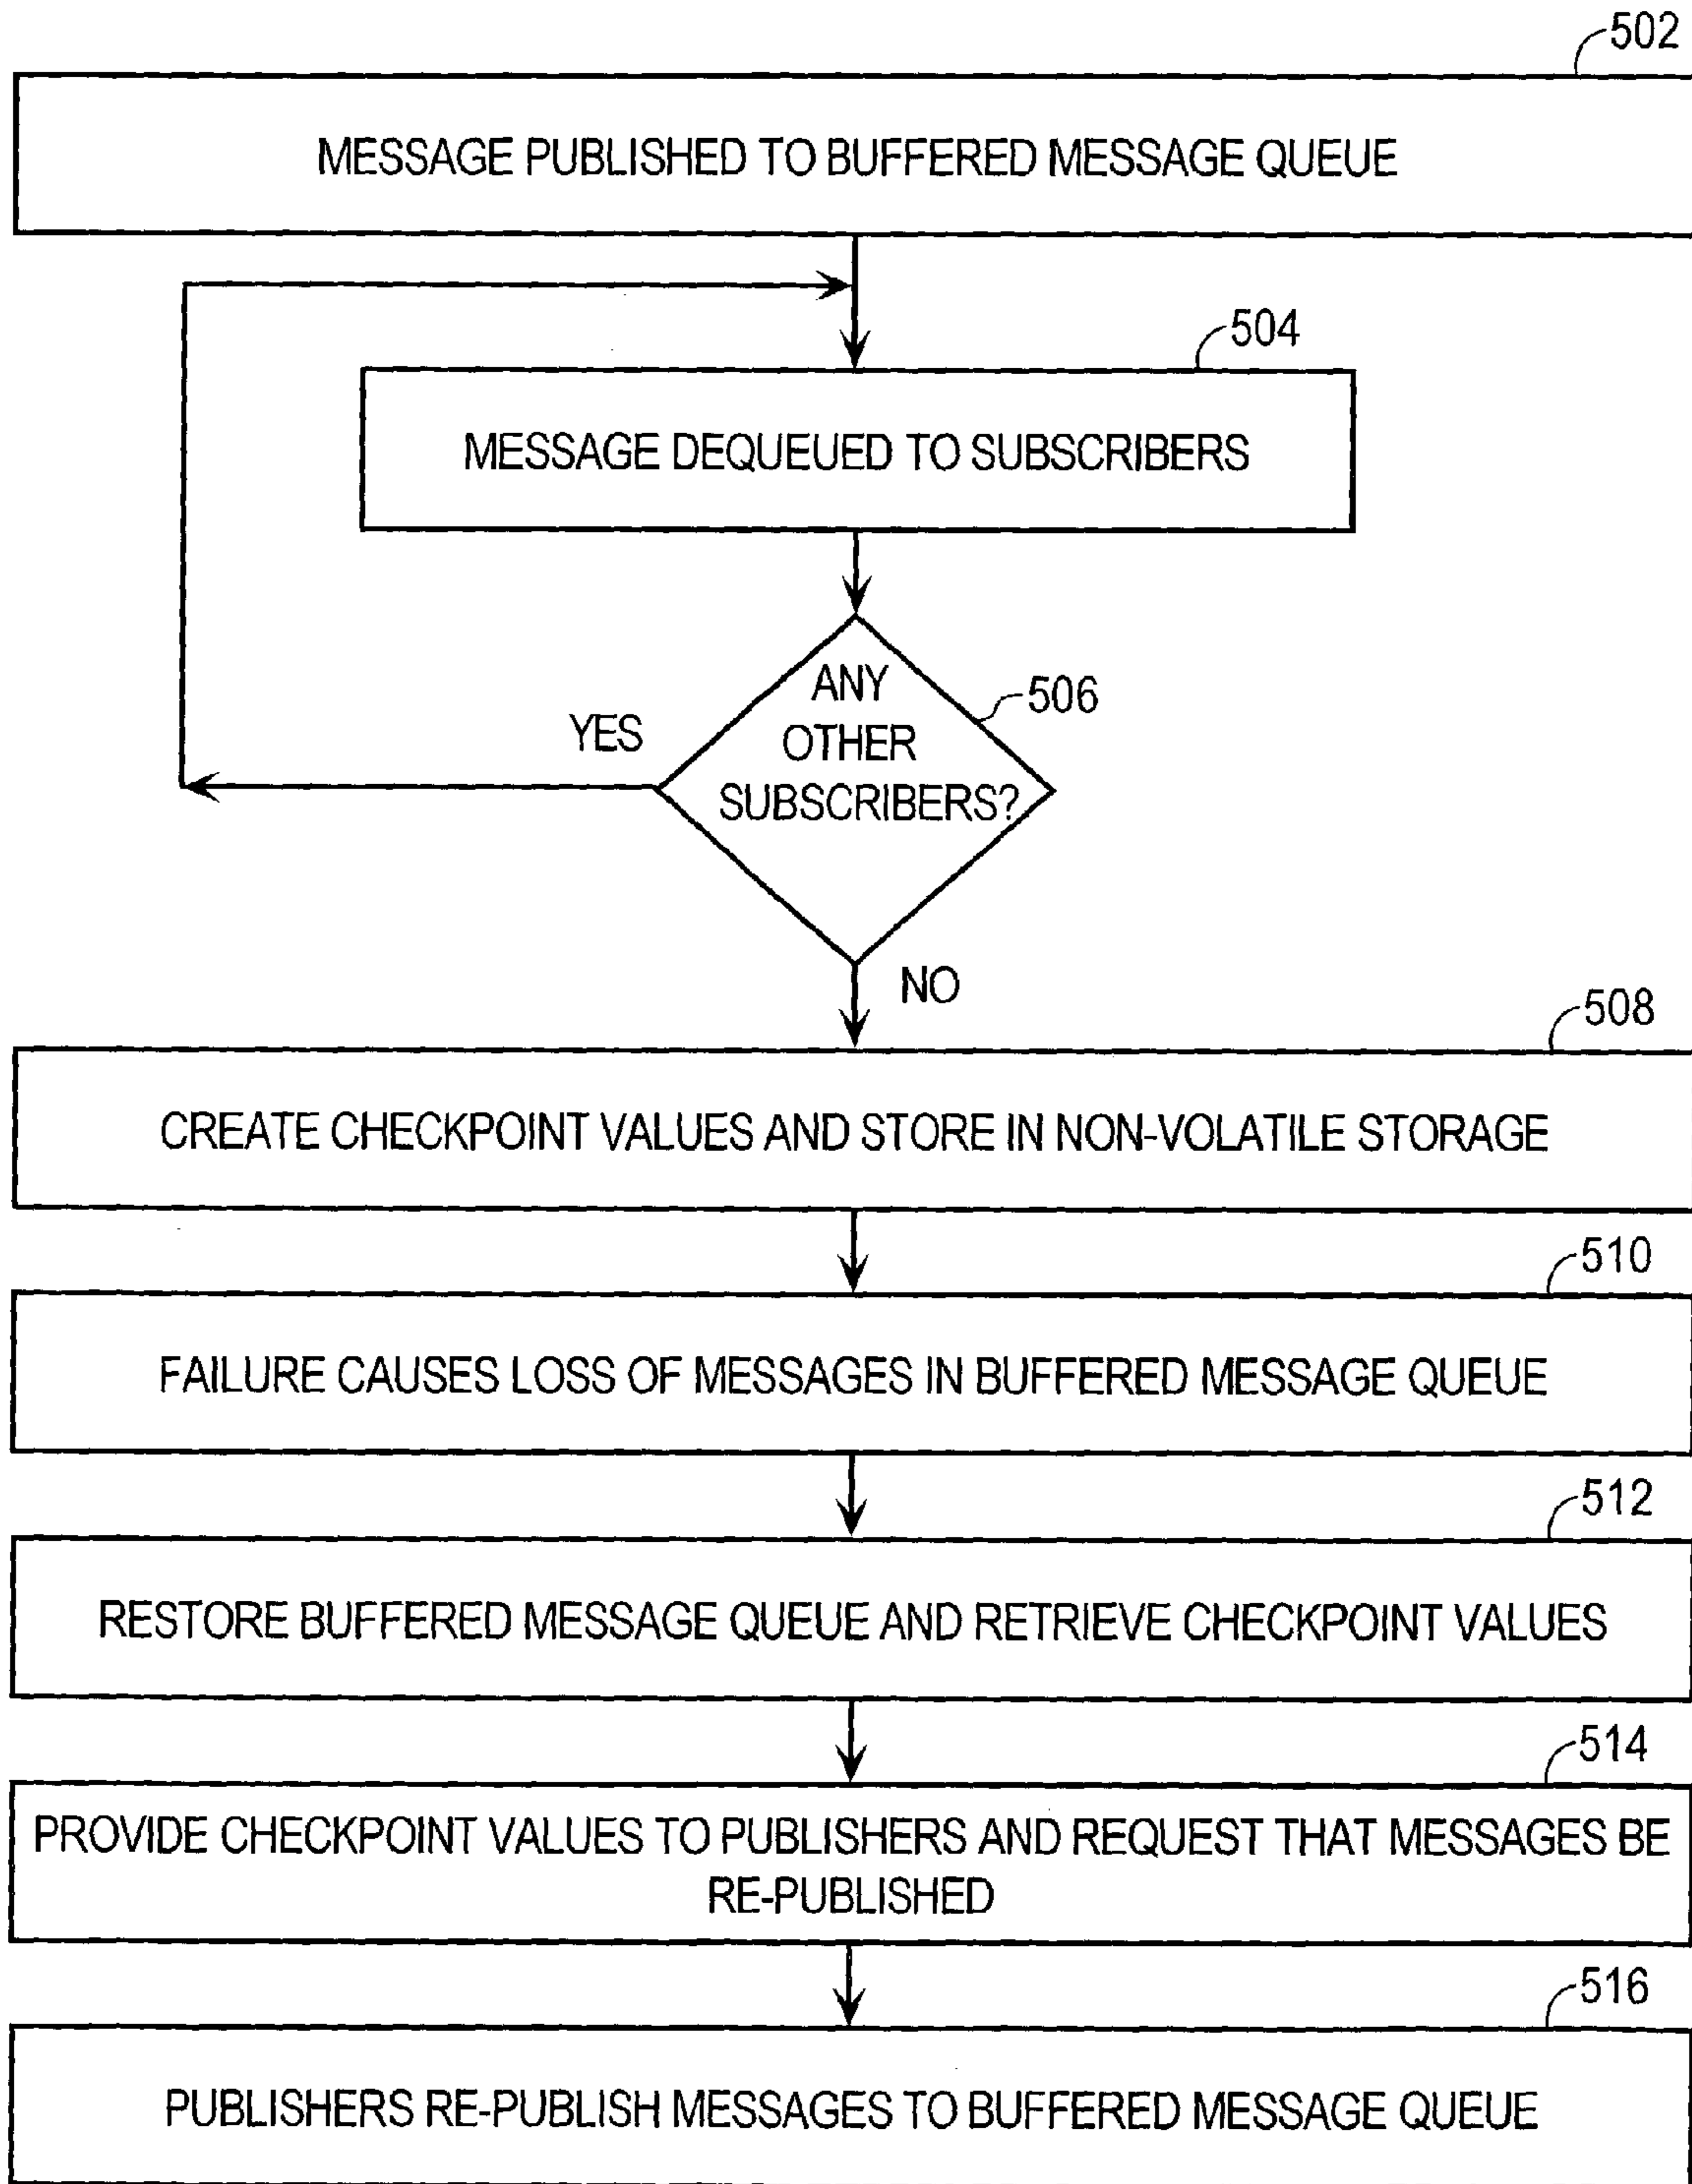 502
MESSAGE PUBLISHED TO BUFFERED MESSAGE QUEUE
504
MESSAGE DEQUEUED TO SUBSCRIBERS
506
ANY
OTHER
SUBSCRIBERS?
YES
NO
508
CREATE CHECKPOINT VALUES AND STORE IN NON-VOLATILE STORAGE
510
FAILURE CAUSES LOSS OF MESSAGES IN BUFFERED MESSAGE QUEUE
512
RESTORE BUFFERED MESSAGE QUEUE AND RETRIEVE CHECKPOINT VALUES
514
PROVIDE CHECKPOINT VALUES TO PUBLISHERS AND REQUEST THAT MESSAGES BE
RE-PUBLISHED
516
PUBLISHERS RE-PUBLISH MESSAGES TO BUFFERED MESSAGE QUEUE